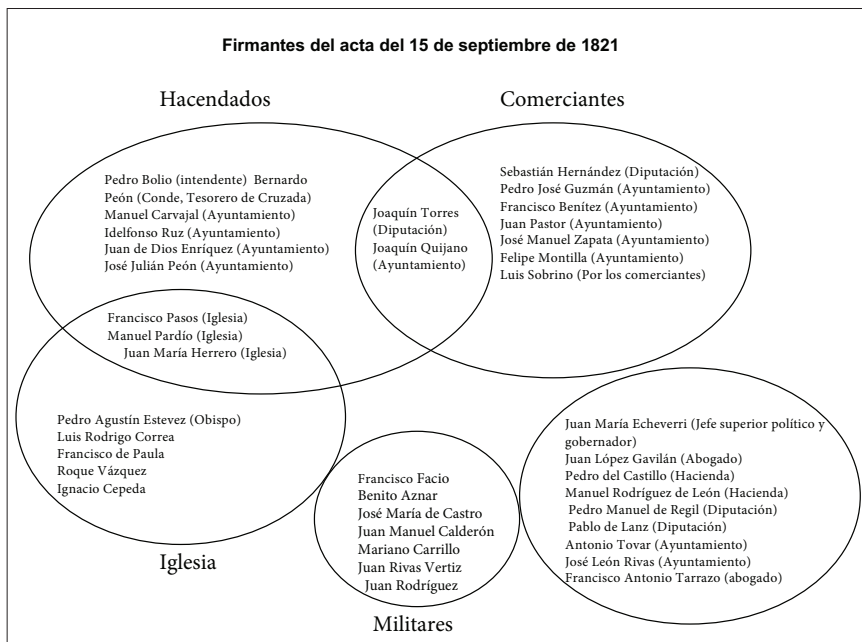 Firmantes del acta del 15 de septiembre de 1821
Hacendados
Comerciantes
Pedro Bolio (intendente) Bernardo
Peón (Conde, Tesorero de Cruzada)
Manuel Carvajal (Ayuntamiento)
Idelfonso Ruz (Ayuntamiento)
Juan de Dios Enríquez (Ayuntamiento)
José Julián Peón (Ayuntamiento)
Joaquín Torres
(Diputación)
Joaquín Quijano
(Ayuntamiento)
Sebastián Hernández (Diputación)
Pedro José Guzmán (Ayuntamiento)
Francisco Benítez (Ayuntamiento)
Juan Pastor (Ayuntamiento)
José Manuel Zapata (Ayuntamiento)
Felipe Montilla (Ayuntamiento)
Luis Sobrino (Por los comerciantes)
Francisco Pasos (Iglesia)
Manuel Pardío (Iglesia)
Juan María Herrero (Iglesia)
Pedro Agustín Estevez (Obispo)
Luis Rodrigo Correa
Francisco de Paula
Roque Vázquez
Ignacio Cepeda
Iglesia
Francisco Facio
Benito Aznar
José María de Castro
Juan Manuel Calderón
Mariano Carrillo
Juan Rivas Vertiz
Juan Rodríguez
Militares
Juan María Echeverri (Jefe superior político y
gobernador)
Juan López Gavilán (Abogado)
Pedro del Castillo (Hacienda)
Manuel Rodríguez de León (Hacienda)
Pedro Manuel de Regil (Diputación)
Pablo de Lanz (Diputación)
Antonio Tovar (Ayuntamiento)
José León Rivas (Ayuntamiento)
Francisco Antonio Tarrazo (abogado)